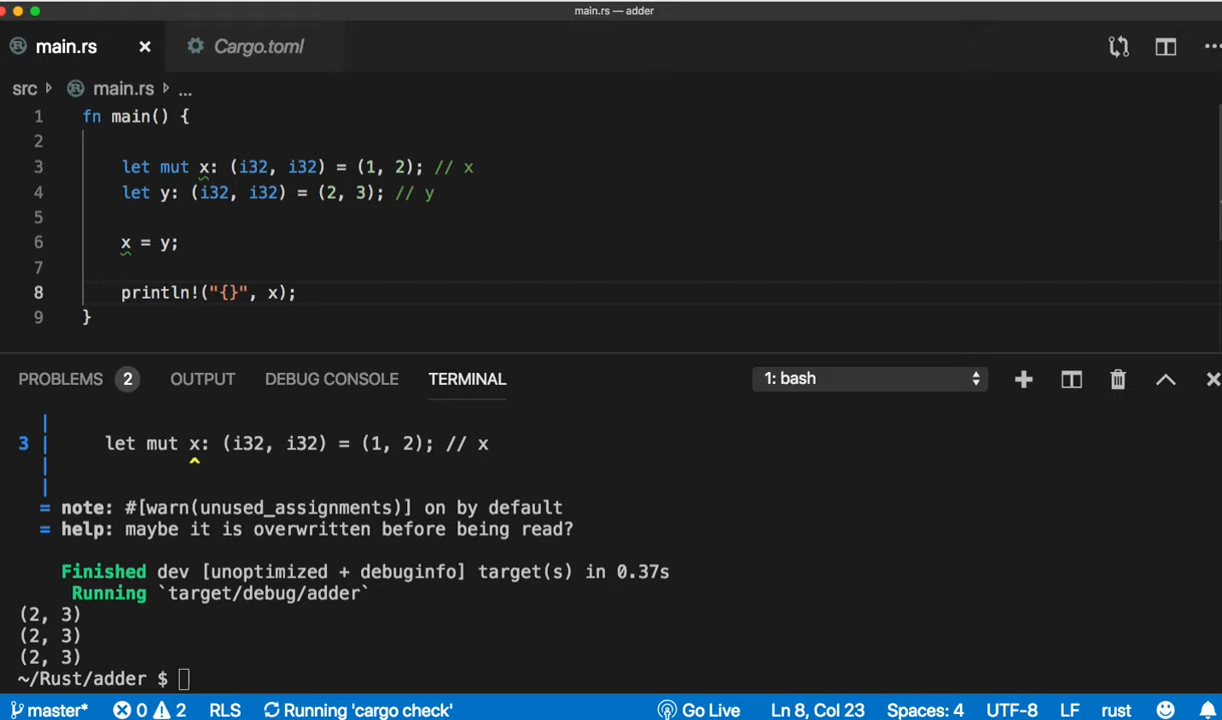 main.rs — adder
main.rs × Cargo.toml
src main.rs ...
1 fn main() {
2
3 let mut x: (i32, i32) = (1, 2); // x
4 let y: (i32, i32) = (2, 3); // y
5
6 x = y;
7
8 println!("{}", x);
9 }
PROBLEMS 2 OUTPUT DEBUG CONSOLE TERMINAL 1: bash
|
3 | let mut x: (i32, i32) = (1, 2); // x
| ^
|
= note: #[warn(unused_assignments)] on by default
= help: maybe it is overwritten before being read?
Finished dev [unoptimized + debuginfo] target(s) in 0.37s
Running `target/debug/adder`
(2, 3)
(2, 3)
(2, 3)
~/Rust/adder $
master* 0 2 RLS Running 'cargo check' Go Live Ln 8, Col 23 Spaces: 4 UTF-8 LF rust